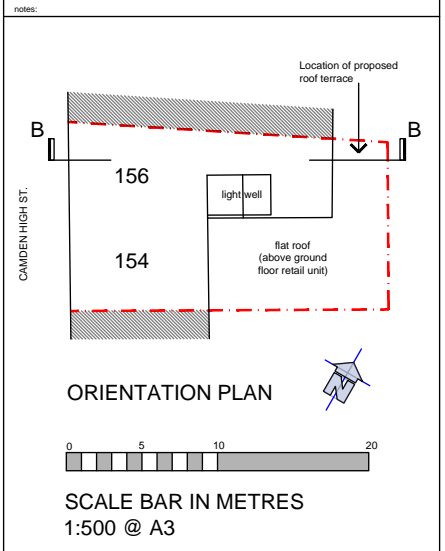 notes:
Location of proposed
roof terrace
B
B
156
light well
CAMDEN HIGH ST.
154
flat roof
(above ground
floor retail unit)
ORIENTATION PLAN
N
0 5 10 20
SCALE BAR IN METRES
1:500 @ A3